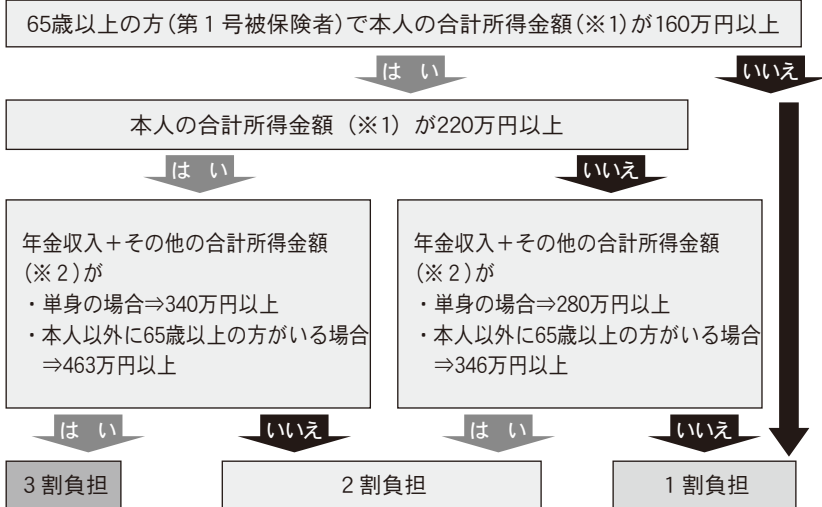 65歳以上の方(第１号被保険者)で本人の合計所得金額(※1)が160万円以上
は　い
いいえ
本人の合計所得金額（※1）が220万円以上
は　い
いいえ
年金収入＋その他の合計所得金額
(※２)が
・単身の場合⇒340万円以上
・本人以外に65歳以上の方がいる場合
⇒463万円以上
年金収入＋その他の合計所得金額
(※２)が
・単身の場合⇒280万円以上
・本人以外に65歳以上の方がいる場合
⇒346万円以上
は　い
いいえ
は　い
いいえ
３割負担
２割負担
１割負担